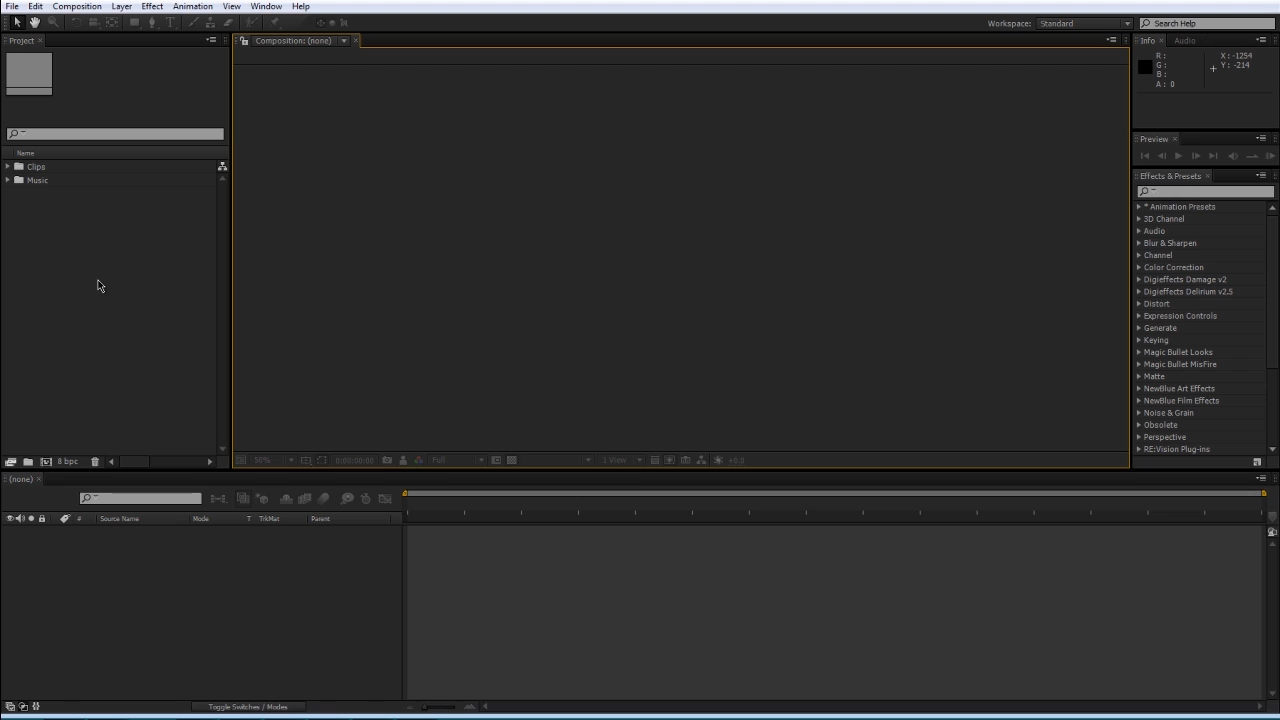 File Edit Composition Layer Effect Animation View Window Help
Workspace: Standard Search Help
Project
Composition: (none)
Info Audio
R :
G :
B :
A : 0
X : -1254
Y : -214
Preview
Effects & Presets
Name
Clips
Music
* Animation Presets
3D Channel
Audio
Blur & Sharpen
Channel
Color Correction
Digieffects Damage v2
Digieffects Delirium v2.5
Distort
Expression Controls
Generate
Keying
Magic Bullet Looks
Magic Bullet MisFire
Matte
NewBlue Art Effects
NewBlue Film Effects
Noise & Grain
Obsolete
Perspective
RE:Vision Plug-ins
8 bpc
50% 0:00:00:00 Full 1 View +0.0
(none)
# Source Name Mode T TrkMat Parent
Toggle Switches / Modes